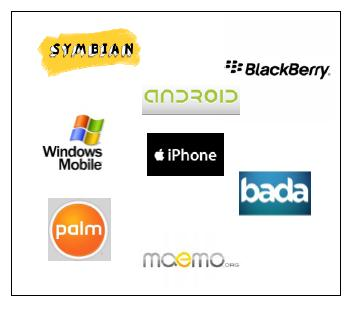 SYMBIAN
BlackBerry.
ANDROID
Windows
Mobile
iPhone
bada
palm
maemo.ORG